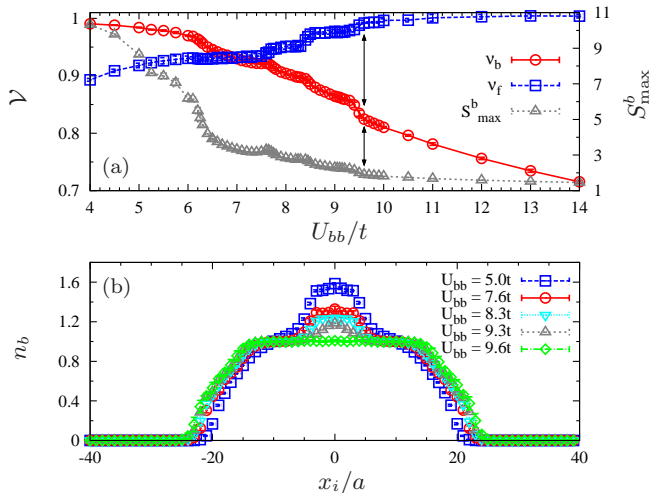 1
0.9
0.8
0.7
𝒱
(a)
ν_b
ν_f
S^b_max
11
9
7
5
3
1
S^b_max
4 5 6 7 8 9 10 11 12 13 14
U_bb/t
(b)
1.6
1.2
0.8
0.4
0
n_b
U_bb = 5.0t
U_bb = 7.6t
U_bb = 8.3t
U_bb = 9.3t
U_bb = 9.6t
-40 -20 0 20 40
x_i/a